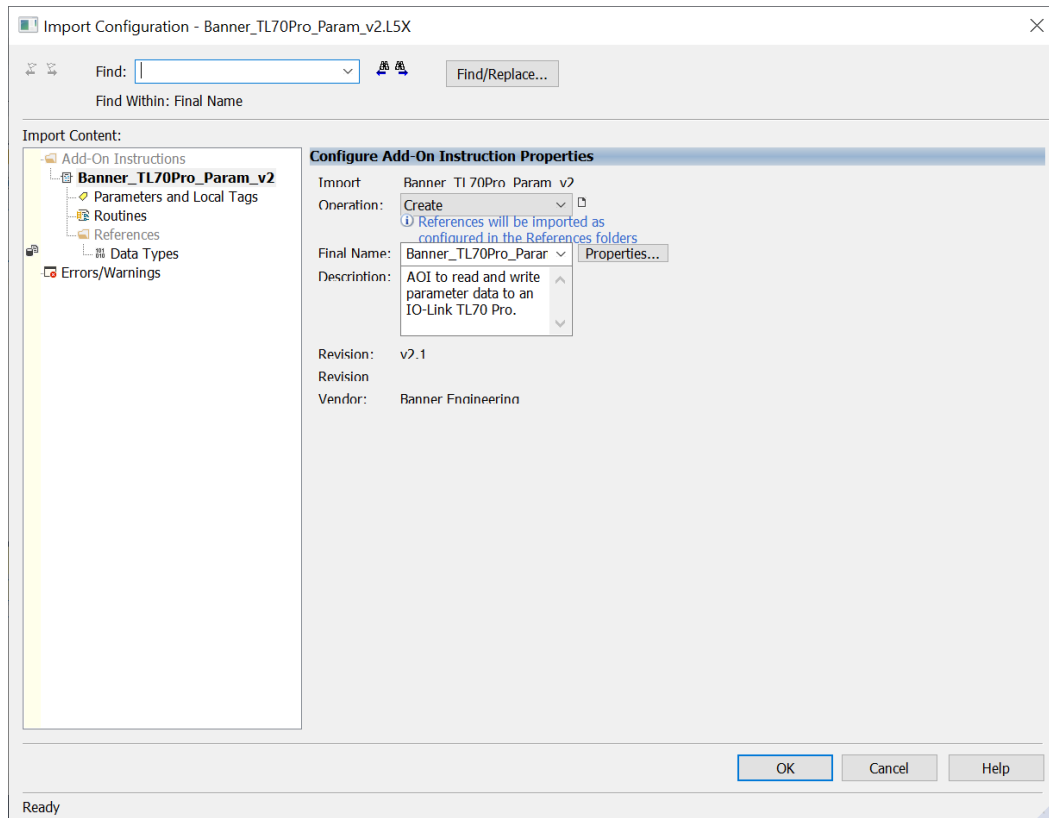 Import Configuration - Banner_TL70Pro_Param_v2.L5X
Find:
Find/Replace...
Find Within: Final Name
Import Content:
Add-On Instructions
Banner_TL70Pro_Param_v2
Parameters and Local Tags
Routines
References
Data Types
Errors/Warnings
Configure Add-On Instruction Properties
Import Banner_TL70Pro_Param_v2
Operation: Create
References will be imported as
configured in the References folders
Final Name: Banner_TL70Pro_Parar Properties...
Description: AOI to read and write
parameter data to an
IO-Link TL70 Pro.
Revision: v2.1
Revision
Vendor: Banner Engineering
OK Cancel Help
Ready